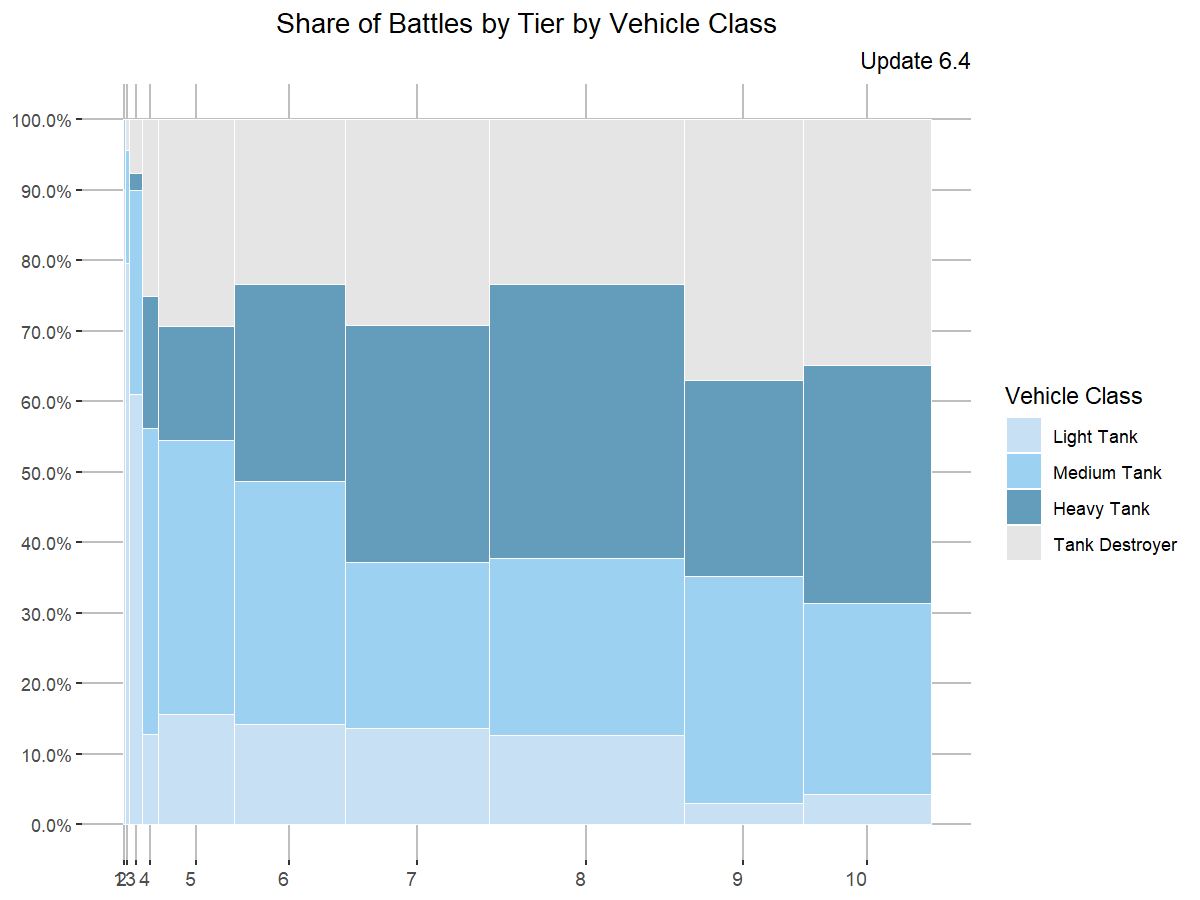 Share of Battles by Tier by Vehicle Class
Update 6.4
100.0%
90.0%
80.0%
70.0%
60.0%
50.0%
40.0%
30.0%
20.0%
10.0%
0.0%
1 2 3 4 5 6 7 8 9 10
Vehicle Class
Light Tank
Medium Tank
Heavy Tank
Tank Destroyer